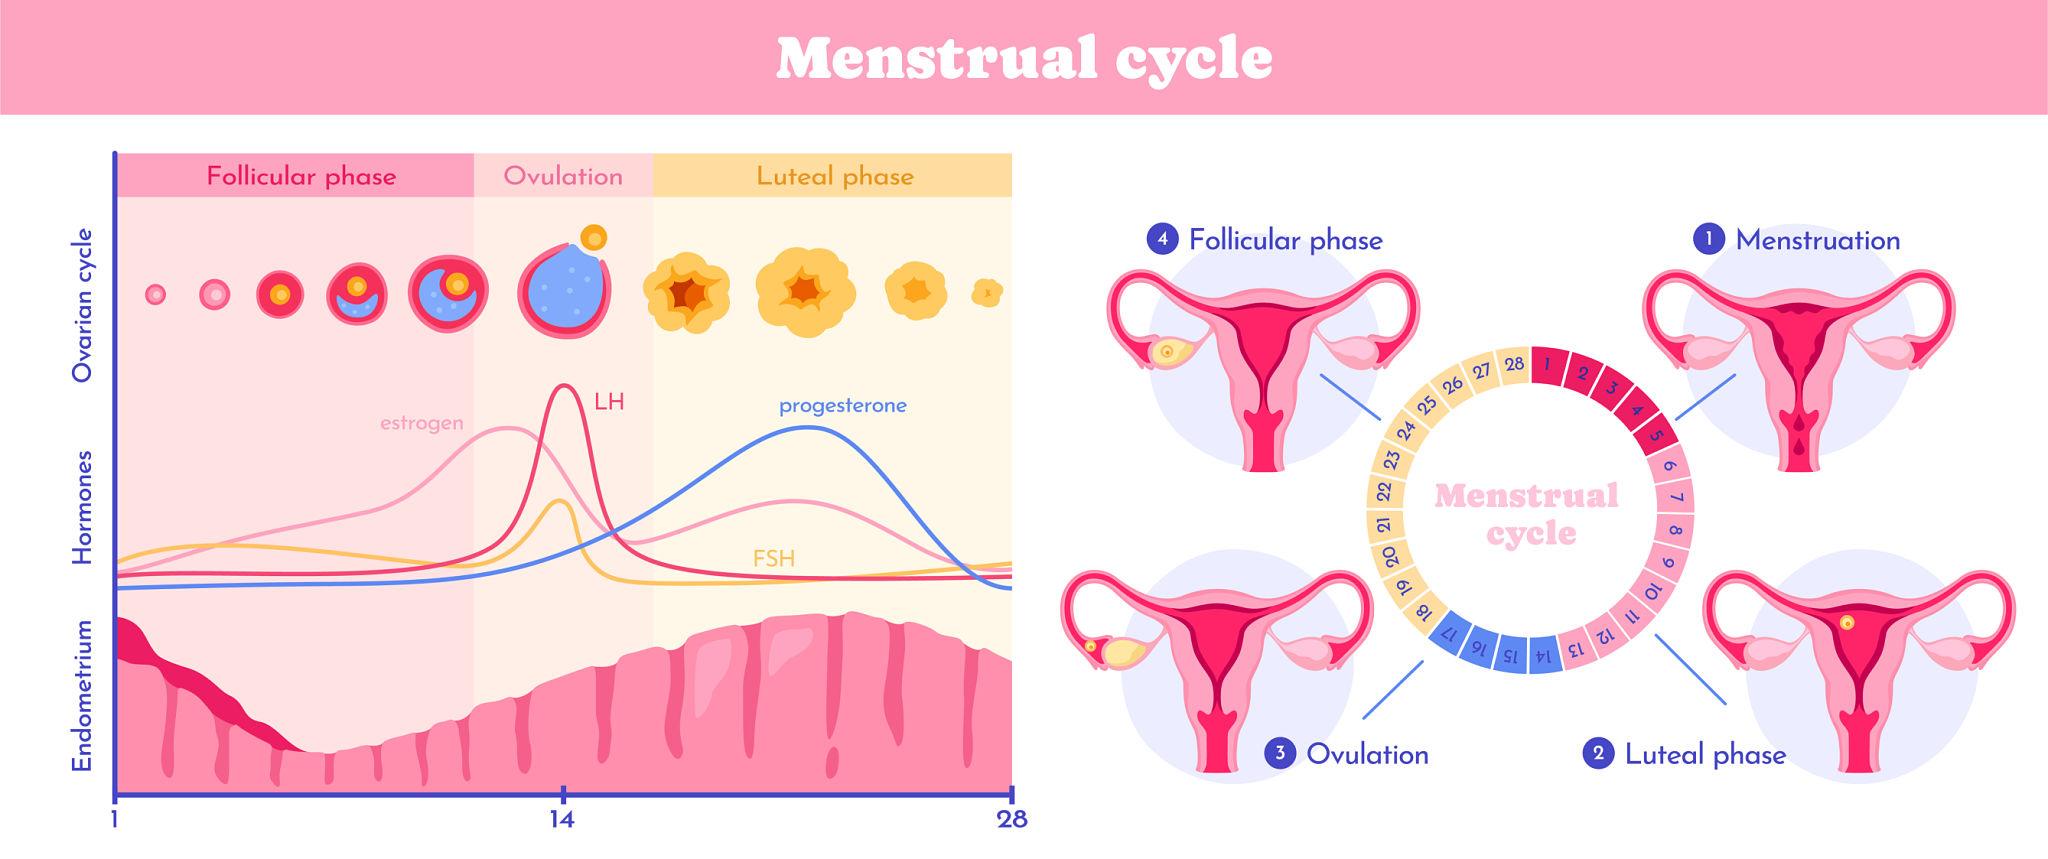 Menstrual cycle
Follicular phase
Ovulation
Luteal phase
Ovarian cycle
estrogen
LH
progesterone
Hormones
FSH
Endometrium
1
14
28
4 Follicular phase
1 Menstruation
1
2
3
4
5
6
7
8
9
10
11
12
13
14
15
16
17
18
19
20
21
22
23
24
25
26
27
28
Menstrual
cycle
3 Ovulation
2 Luteal phase